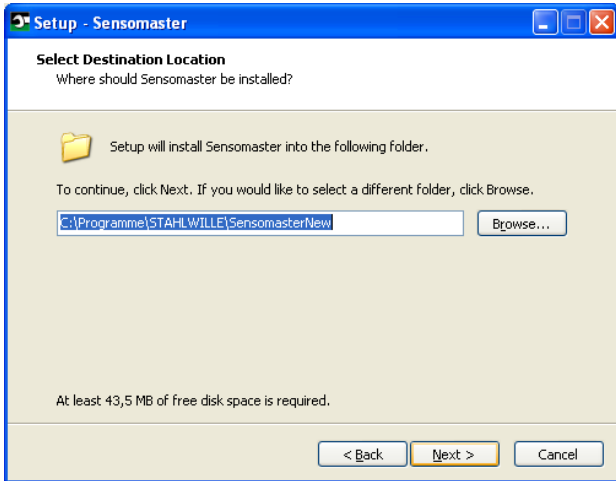 Setup - Sensomaster
Select Destination Location
Where should Sensomaster be installed?
Setup will install Sensomaster into the following folder.
To continue, click Next. If you would like to select a different folder, click Browse.
C:\Programme\STAHLWILLE\SensomasterNew
Browse...
At least 43,5 MB of free disk space is required.
< Back
Next >
Cancel